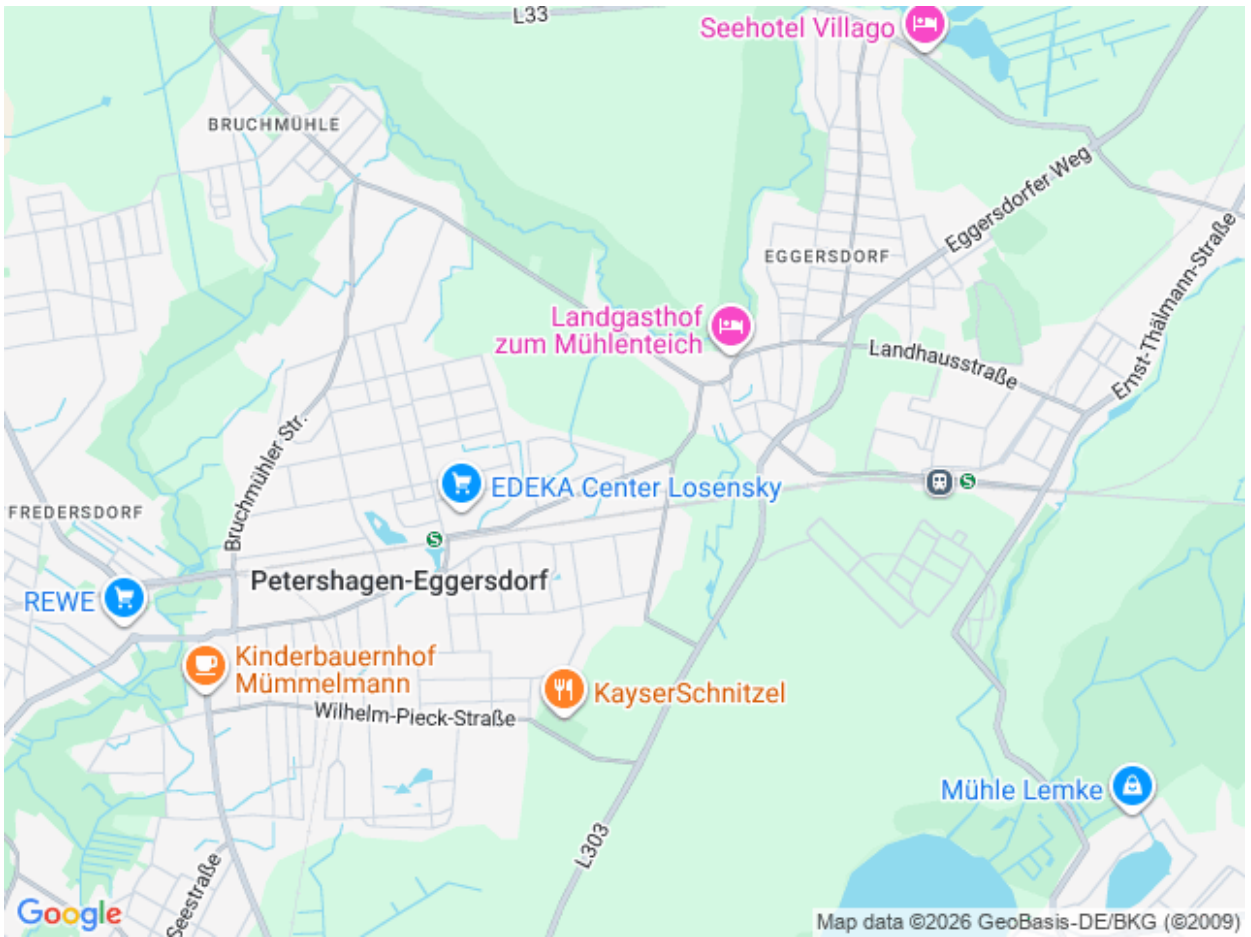 L33
Seehotel Villago
BRUCHMÜHLE
Eggersdorfer Weg
EGGERSDORF
Ernst-Thälmann-Straße
Landgasthof
zum Mühlenteich
Landhausstraße
Bruchmühler Str.
EDEKA Center Losensky
S
FREDERSDORF
S
Petershagen-Eggersdorf
REWE
Kinderbauernhof
Mümmelmann
KayserSchnitzel
Wilhelm-Pieck-Straße
Mühle Lemke
L303
Seestraße
Google
Map data ©2026 GeoBasis-DE/BKG (©2009)